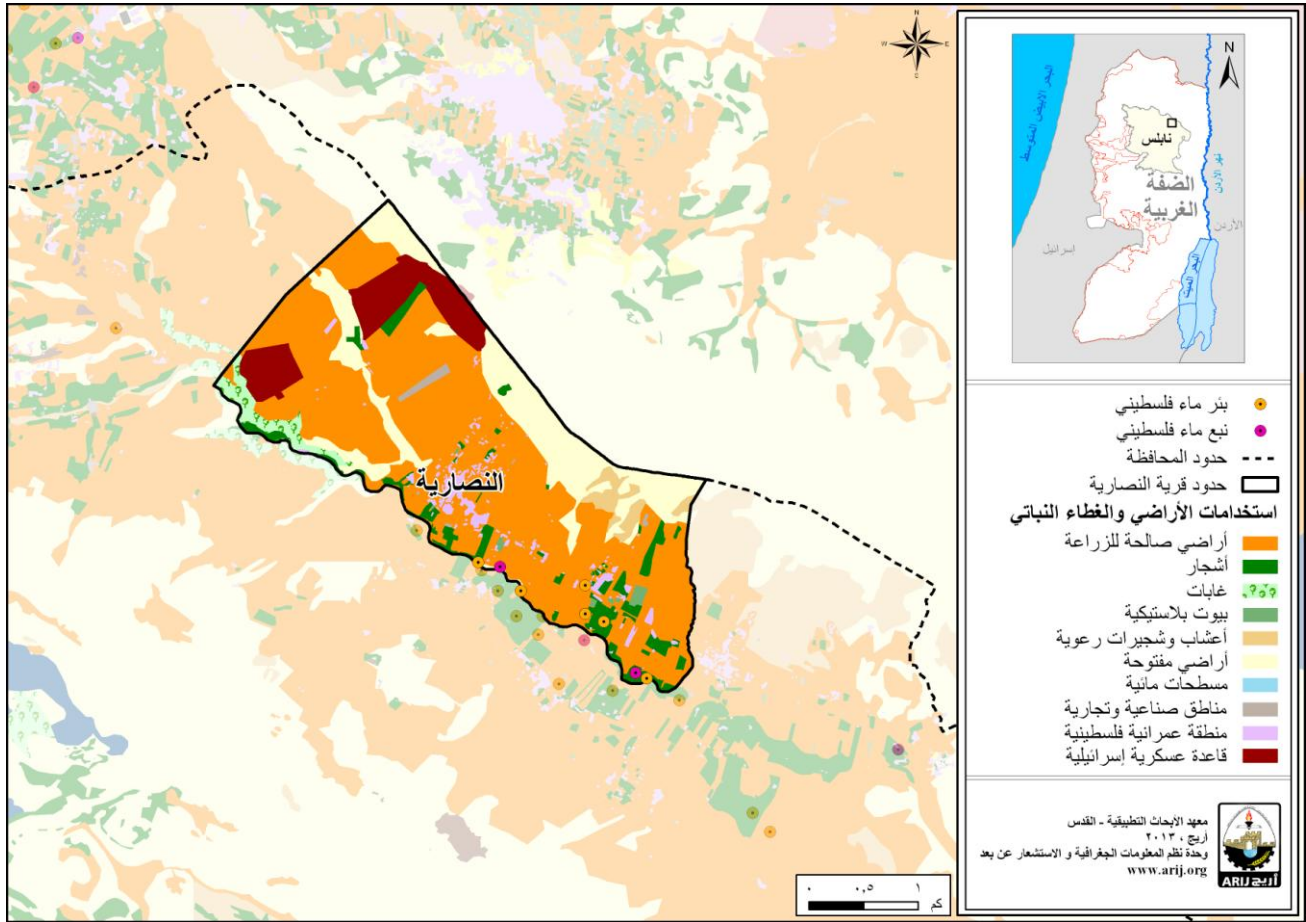 N
W
E
النصارية
٠
٠,٥
١
كم
N
البحر الابيض المتوسط
نابلس
نهر الأردن
الضفة
الغربية
الأردن
إسرائيل
البحر الميت
بئر ماء فلسطيني
نبع ماء فلسطيني
حدود المحافظة
حدود قرية النصارية
استخدامات الأراضي والغطاء النباتي
أراضي صالحة للزراعة
أشجار
غابات
بيوت بلاستيكية
أعشاب وشجيرات رعوية
أراضي مفتوحة
مسطحات مائية
مناطق صناعية وتجارية
منطقة عمرانية فلسطينية
قاعدة عسكرية إسرائيلية
معهد الابحاث التطبيقية - القدس
أريج ، ٢٠١٣
وحدة نظم المعلومات الجغرافية و الاستشعار عن بعد
www.arij.org
ARIJ أريج